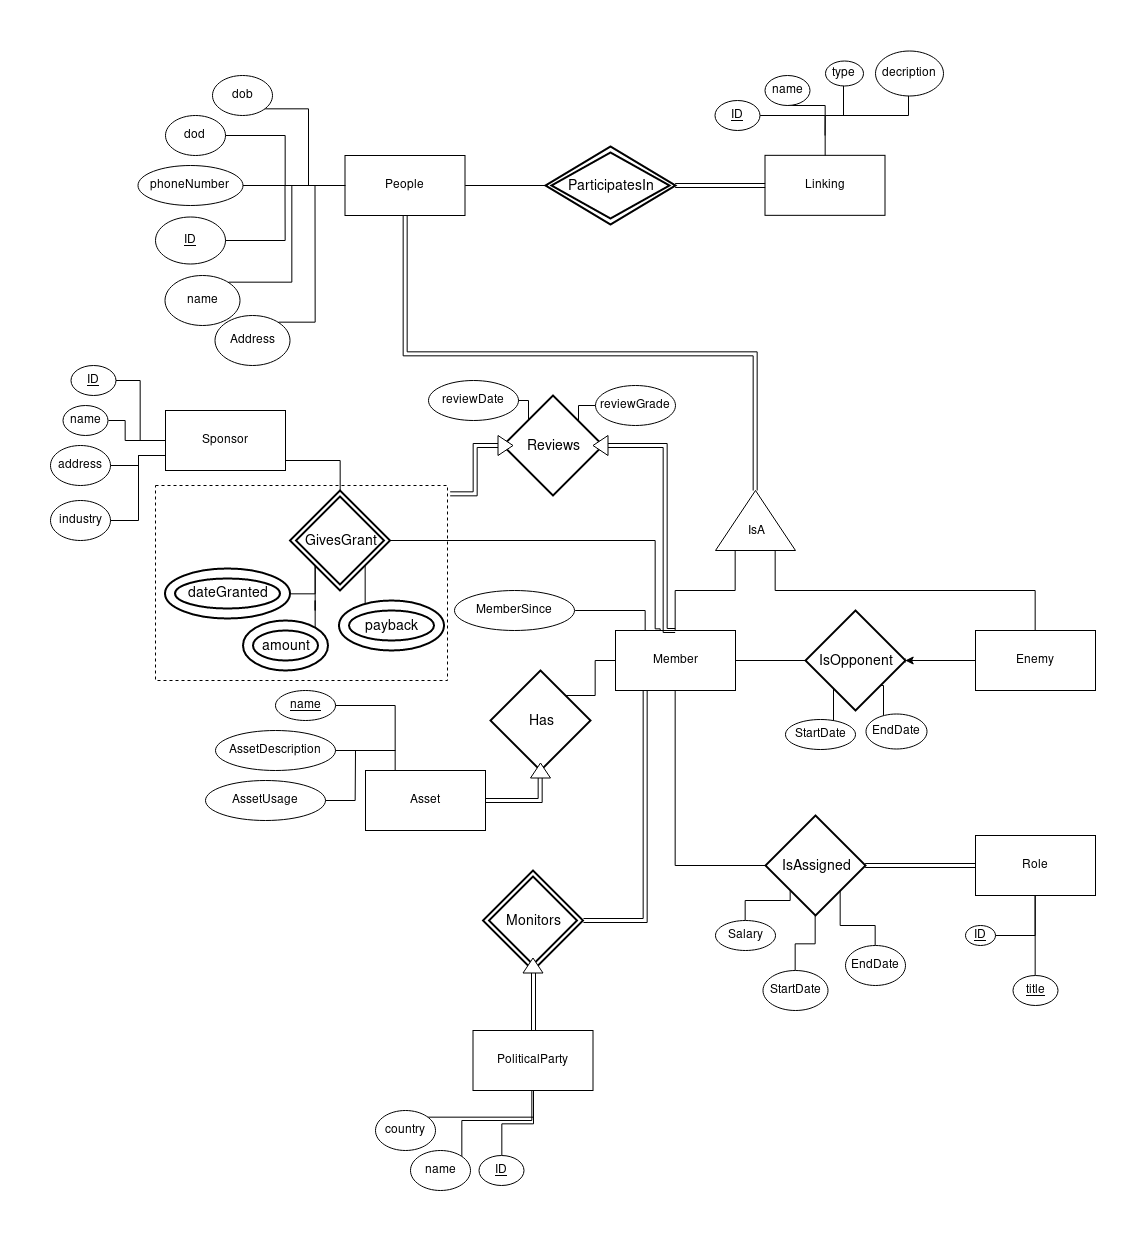 dob
dod
phoneNumber
ID
name
Address
People
ParticipatesIn
ID
name
type
decription
Linking
ID
name
address
industry
Sponsor
reviewDate
reviewGrade
Reviews
GivesGrant
dateGranted
amount
payback
IsA
MemberSince
Member
IsOpponent
Enemy
StartDate
EndDate
Has
name
AssetDescription
AssetUsage
Asset
IsAssigned
Role
Salary
StartDate
EndDate
ID
title
Monitors
PoliticalParty
country
name
ID